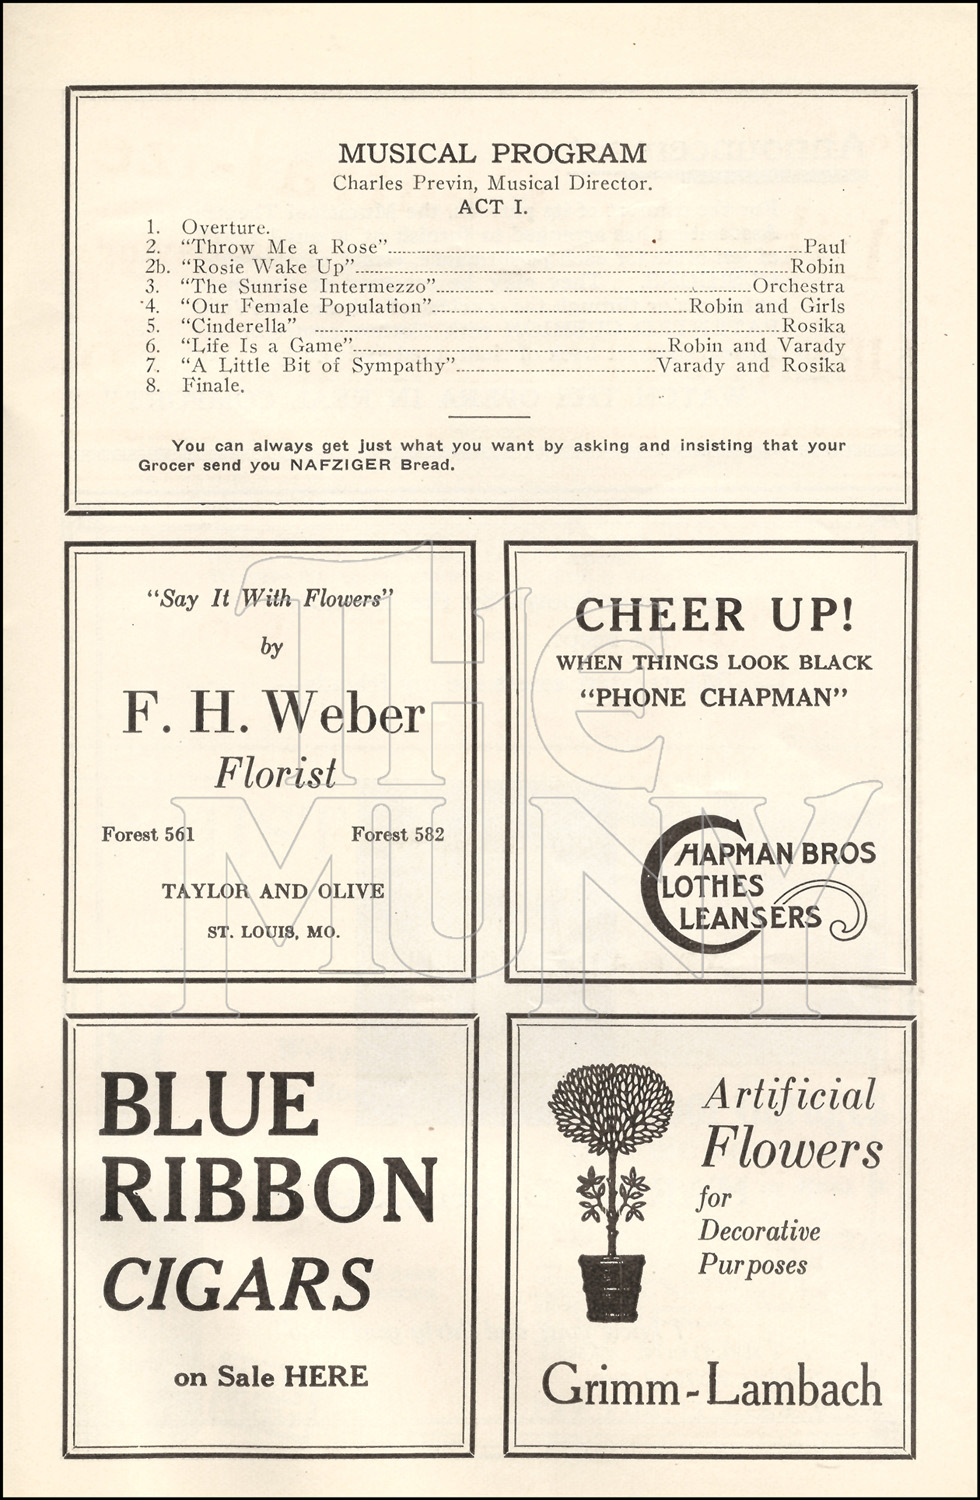 MUSICAL PROGRAM
Charles Previn, Musical Director.
ACT I.
1. Overture.
2. “Throw Me a Rose”........Paul
2b. “Rosie Wake Up”........Robin
3. “The Sunrise Intermezzo”........Orchestra
4. “Our Female Population”........Robin and Girls
5. “Cinderella” ........Rosika
6. “Life Is a Game”........Robin and Varady
7. “A Little Bit of Sympathy”........Varady and Rosika
8. Finale.
You can always get just what you want by asking and insisting that your
Grocer send you NAFZIGER Bread.
“Say It With Flowers”
by
F. H. Weber
Florist
Forest 561 Forest 582
TAYLOR AND OLIVE
ST. LOUIS, MO.
CHEER UP!
WHEN THINGS LOOK BLACK
“PHONE CHAPMAN”
CHAPMAN BROS
CLOTHES
CLEANSERS
THE
MUNY
BLUE
RIBBON
CIGARS
on Sale HERE
Artificial
Flowers
for
Decorative
Purposes
Grimm-Lambach